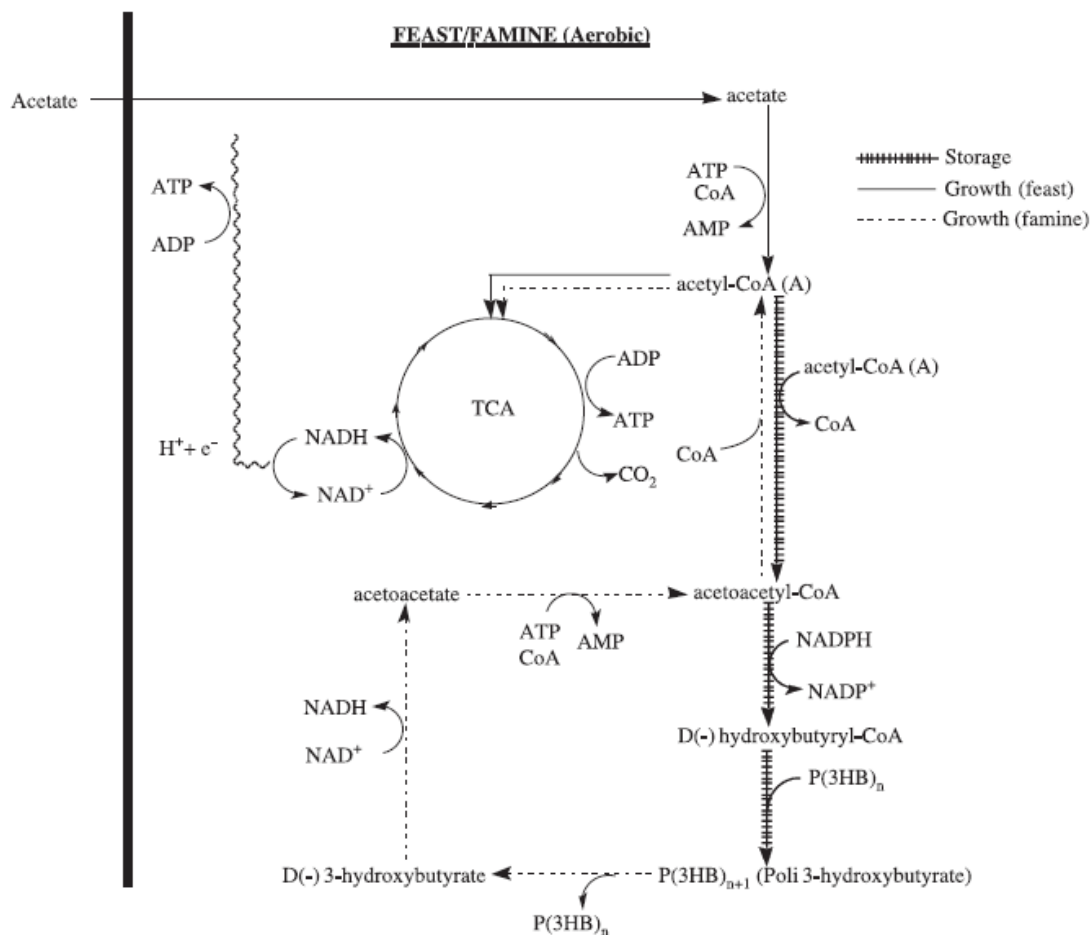 FEAST/FAMINE (Aerobic)
Acetate
acetate
Storage
Growth (feast)
Growth (famine)
ATP
ADP
ATP
CoA
AMP
acetyl-CoA (A)
TCA
ADP
ATP
CO₂
acetyl-CoA (A)
CoA
CoA
H⁺+ e⁻
NADH
NAD⁺
acetoacetate
ATP
CoA
AMP
acetoacetyl-CoA
NADPH
NADP⁺
NADH
NAD⁺
D(-) hydroxybutyryl-CoA
P(3HB)ₙ
D(-) 3-hydroxybutyrate
P(3HB)ₙ₊₁ (Poli 3-hydroxybutyrate)
P(3HB)ₙ